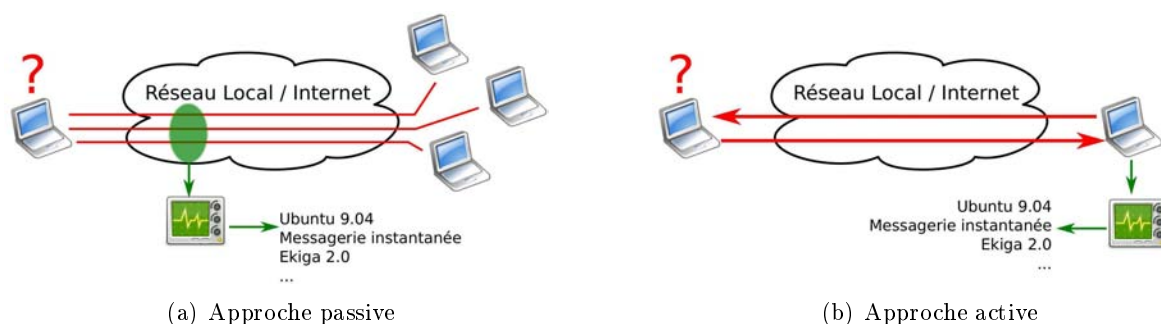 ?
Réseau Local / Internet
Ubuntu 9.04
Messagerie instantanée
Ekiga 2.0
...
(a) Approche passive
?
Réseau Local / Internet
Ubuntu 9.04
Messagerie instantanée
Ekiga 2.0
...
(b) Approche active